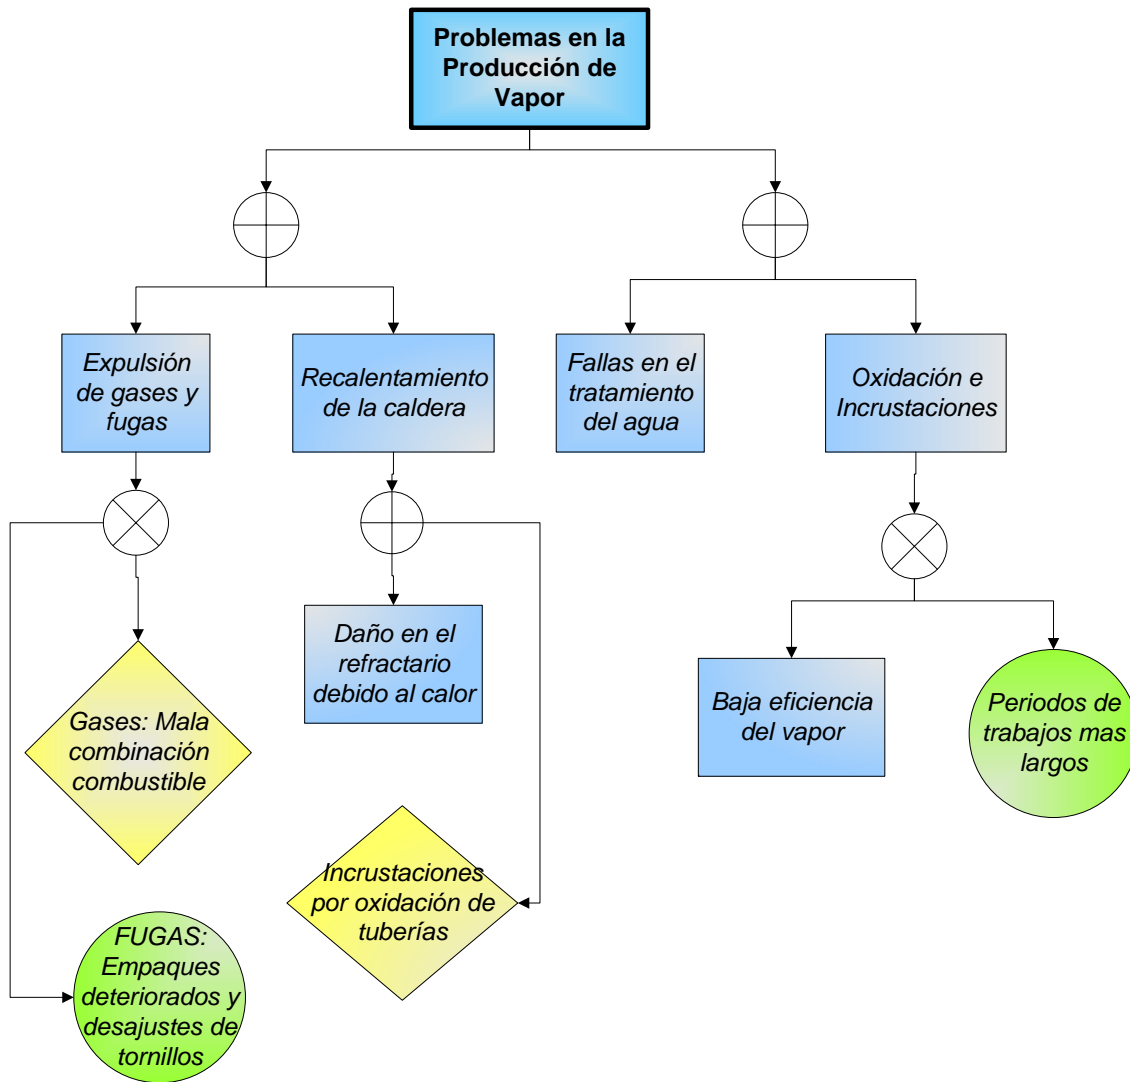 Problemas en la
Producción de
Vapor
Expulsión
de gases y
fugas
Recalentamiento
de la caldera
Fallas en el
tratamiento
del agua
Oxidación e
Incrustaciones
Daño en el
refractario
debido al calor
Gases: Mala
combinación
combustible
Baja eficiencia
del vapor
Periodos de
trabajos mas
largos
Incrustaciones
por oxidación de
tuberías
FUGAS:
Empaques
deteriorados y
desajustes de
tornillos